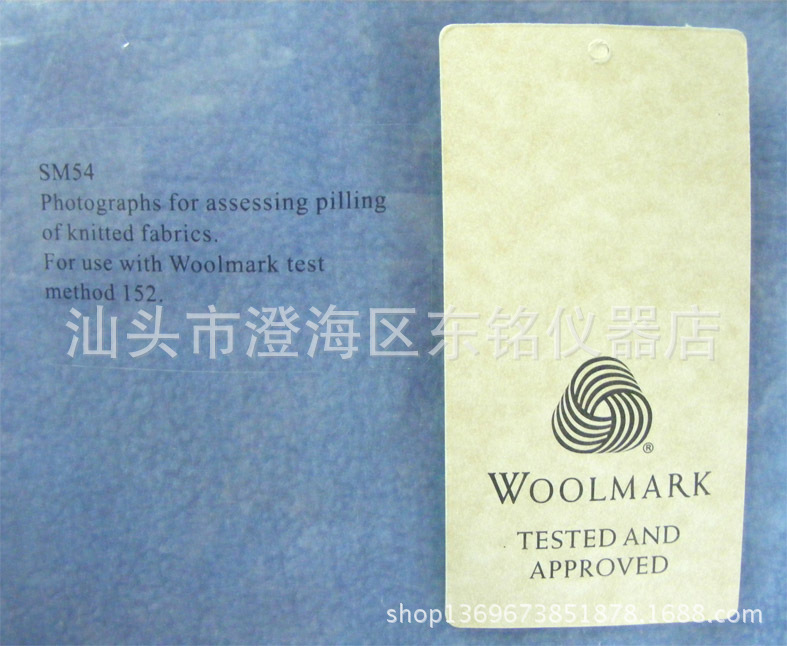 SM54
Photographs for assessing pilling
of knitted fabrics.
For use with Woolmark test
method 152.
汕头市澄海区东铭仪器店
®
WOOLMARK
TESTED AND
APPROVED
shop1369673851878.1688.com